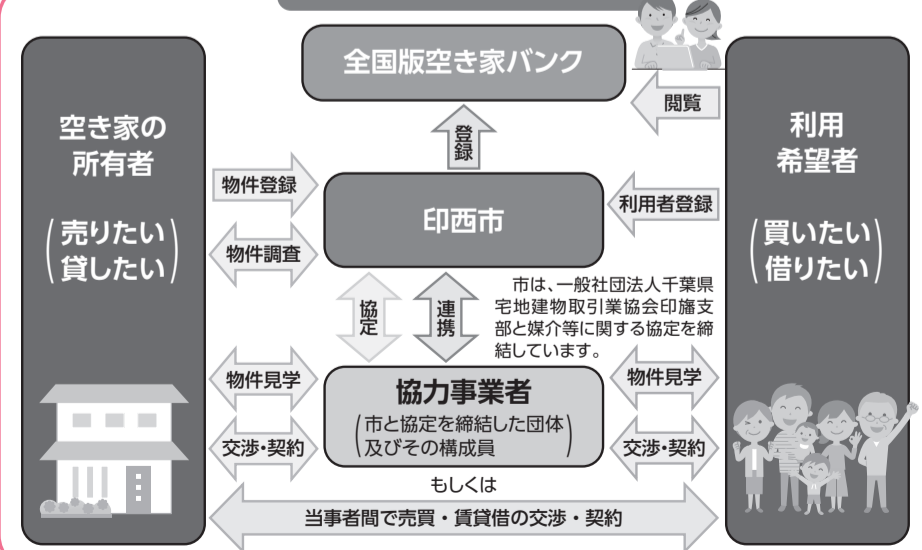 全国版空き家バンク
閲覧
登録
空き家の
所有者
(売りたい
貸したい)
物件登録
物件調査
印西市
利用者登録
利用
希望者
(買いたい
借りたい)
協定
連携
市は、一般社団法人千葉県
宅地建物取引業協会印旛支
部と媒介等に関する協定を締
結しています。
物件見学
交渉・契約
協力事業者
(市と協定を締結した団体
及びその構成員)
物件見学
交渉・契約
もしくは
当事者間で売買・賃貸借の交渉・契約